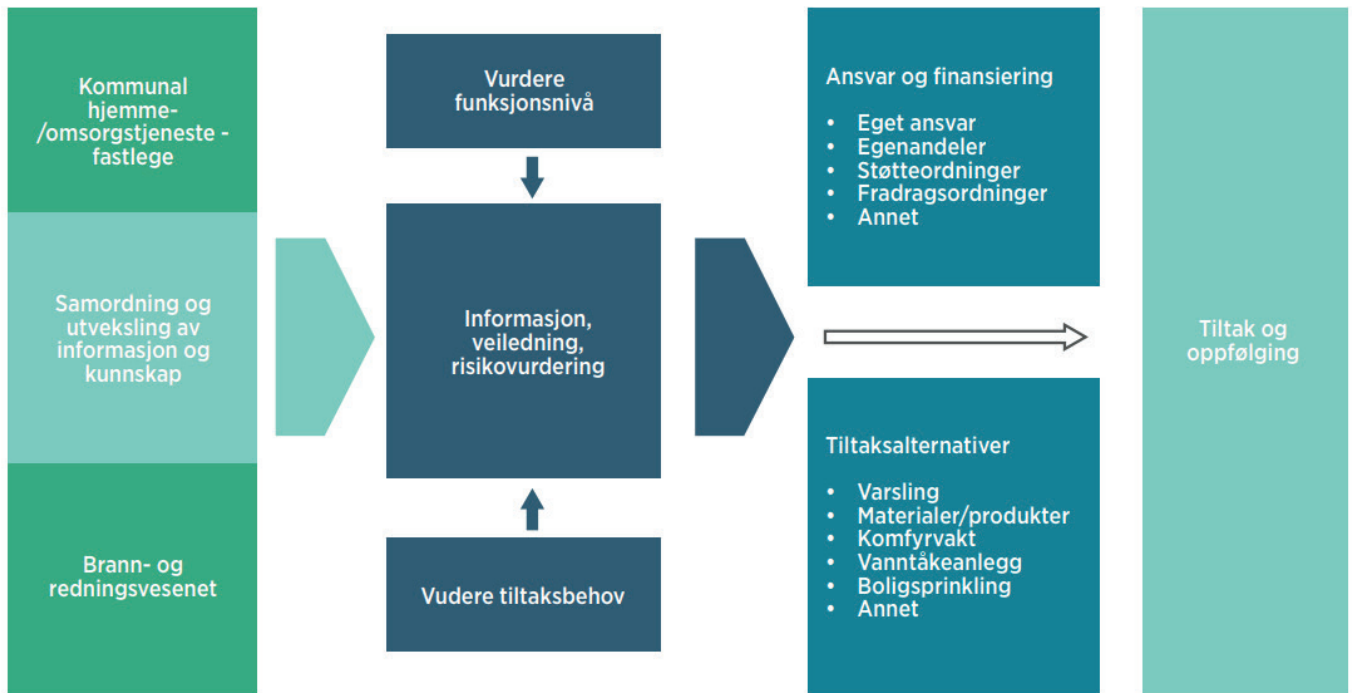 Kommunal
hjemme-
/omsorgstjeneste -
fastlege
Samordning og
utveksling av
informasjon og
kunnskap
Brann- og
redningsvesenet
Vurdere
funksjonsnivå
Informasjon,
veiledning,
risikovurdering
Vudere tiltaksbehov
Ansvar og finansiering
• Eget ansvar
• Egenandeler
• Støtteordninger
• Fradragsordninger
• Annet
Tiltaksalternativer
• Varsling
• Materialer/produkter
• Komfyrvakt
• Vanntåkeanlegg
• Boligsprinkling
• Annet
Tiltak og
oppfølging